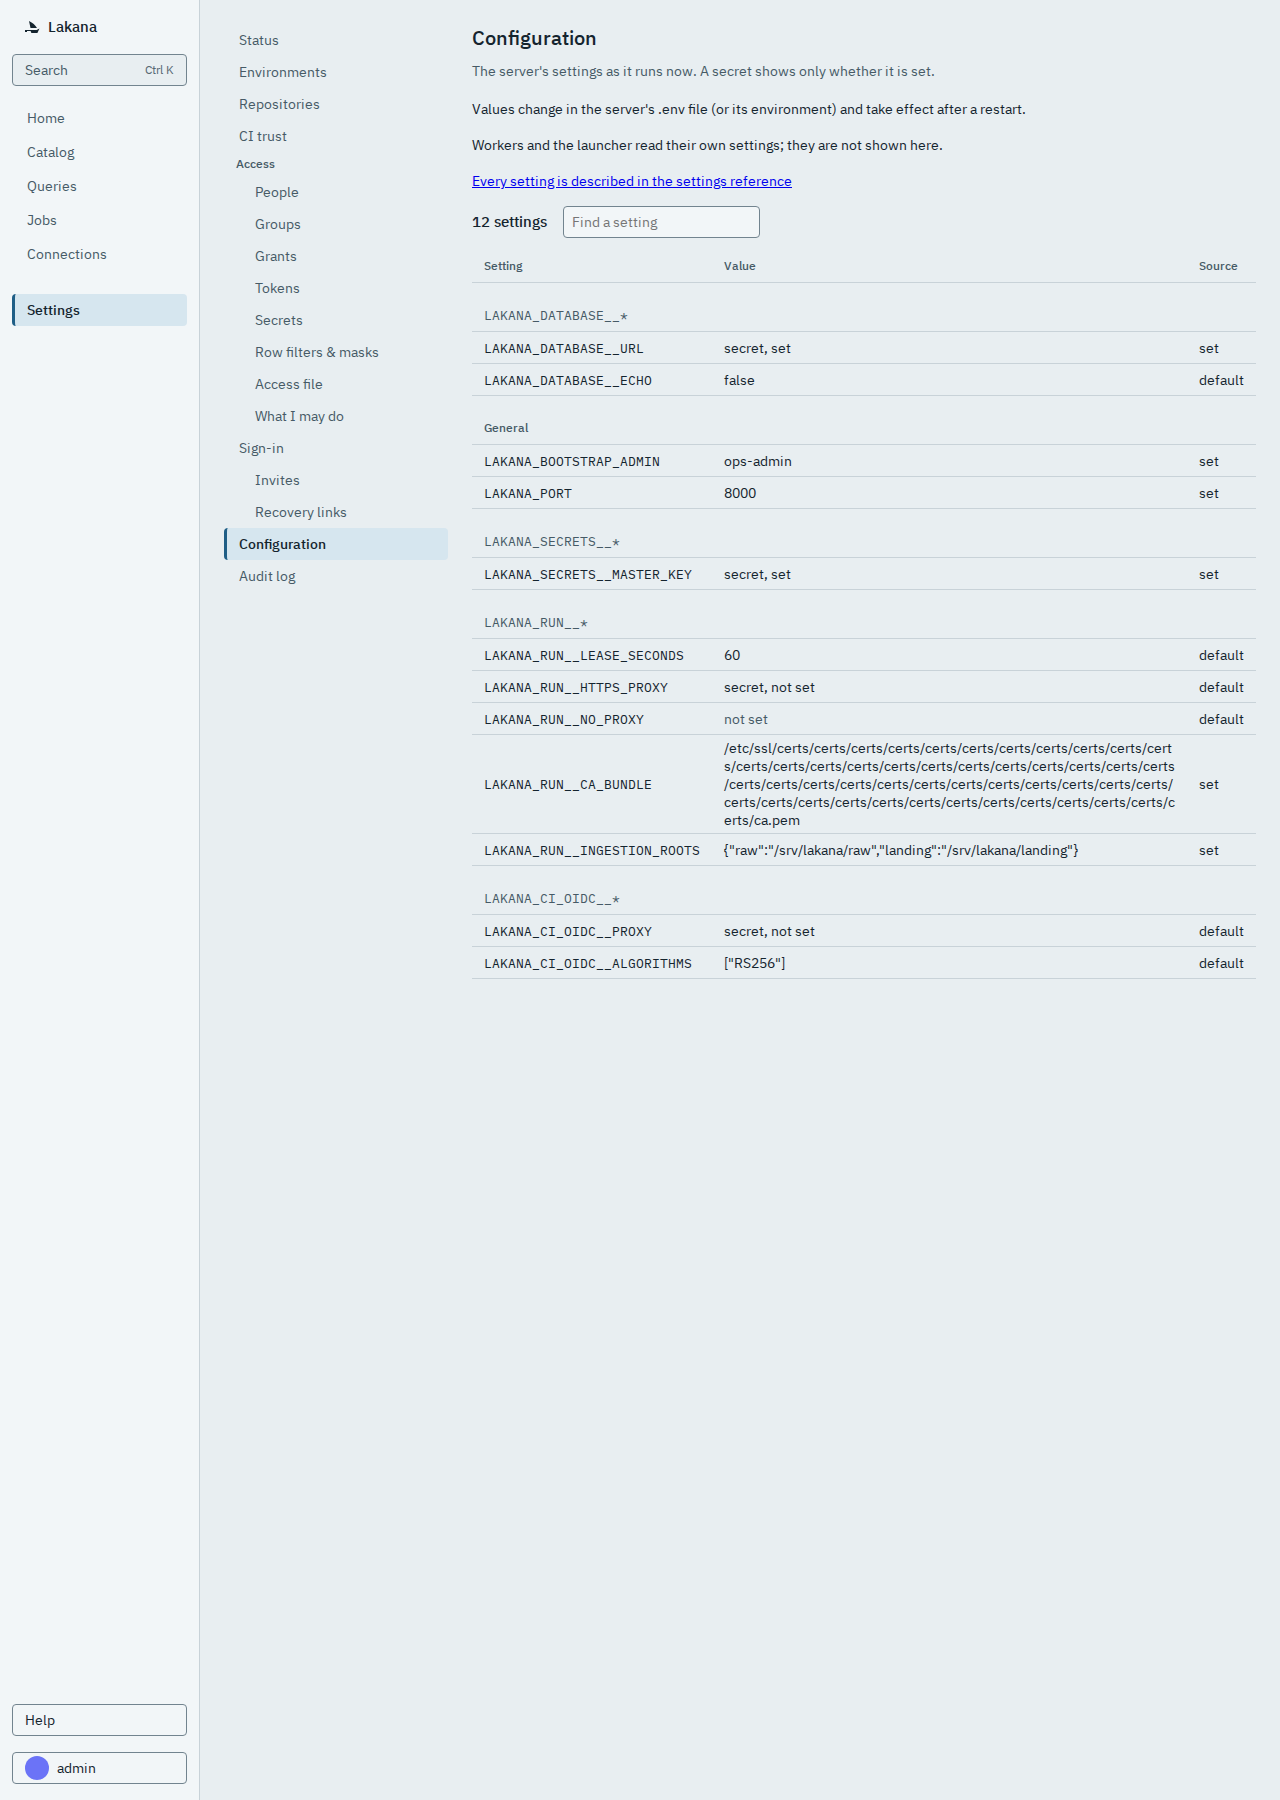 Lakana
Search Ctrl K
Home
Catalog
Queries
Jobs
Connections
Settings
Help
admin
Status
Environments
Repositories
CI trust
Access
People
Groups
Grants
Tokens
Secrets
Row filters & masks
Access file
What I may do
Sign-in
Invites
Recovery links
Configuration
Audit log
Configuration
The server's settings as it runs now. A secret shows only whether it is set.
Values change in the server's .env file (or its environment) and take effect after a restart.
Workers and the launcher read their own settings; they are not shown here.
Every setting is described in the settings reference
12 settings Find a setting
Setting Value Source
LAKANA_DATABASE__*
LAKANA_DATABASE__URL secret, set set
LAKANA_DATABASE__ECHO false default
General
LAKANA_BOOTSTRAP_ADMIN ops-admin set
LAKANA_PORT 8000 set
LAKANA_SECRETS__*
LAKANA_SECRETS__MASTER_KEY secret, set set
LAKANA_RUN__*
LAKANA_RUN__LEASE_SECONDS 60 default
LAKANA_RUN__HTTPS_PROXY secret, not set default
LAKANA_RUN__NO_PROXY not set default
/etc/ssl/certs/certs/certs/certs/certs/certs/certs/certs/certs/certs/certs/cert
s/certs/certs/certs/certs/certs/certs/certs/certs/certs/certs/certs/certs/certs
LAKANA_RUN__CA_BUNDLE /certs/certs/certs/certs/certs/certs/certs/certs/certs/certs/certs/certs/certs/ set
certs/certs/certs/certs/certs/certs/certs/certs/certs/certs/certs/certs/certs/c
erts/ca.pem
LAKANA_RUN__INGESTION_ROOTS {"raw":"/srv/lakana/raw","landing":"/srv/lakana/landing"} set
LAKANA_CI_OIDC__*
LAKANA_CI_OIDC__PROXY secret, not set default
LAKANA_CI_OIDC__ALGORITHMS ["RS256"] default